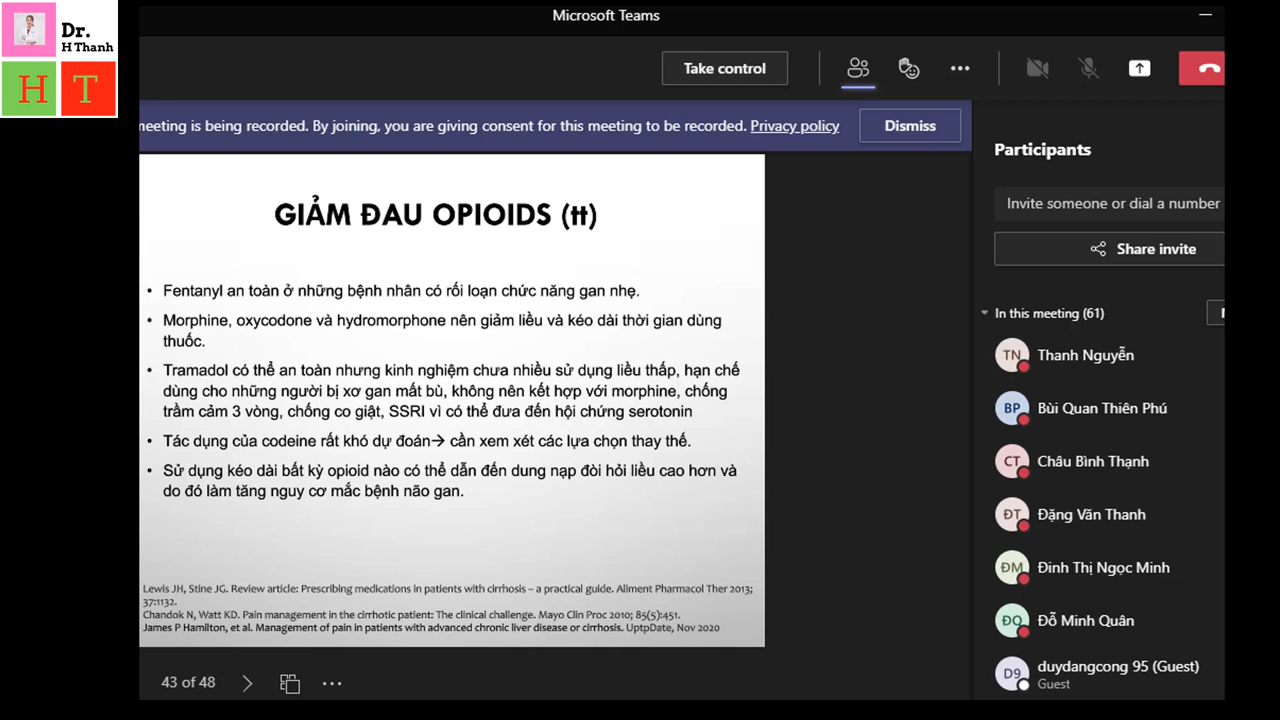 Dr.
H Thanh
H T
Microsoft Teams
Take control
meeting is being recorded. By joining, you are giving consent for this meeting to be recorded. Privacy policy
Dismiss
GIẢM ĐAU OPIOIDS (tt)
• Fentanyl an toàn ở những bệnh nhân có rối loạn chức năng gan nhẹ.
• Morphine, oxycodone và hydromorphone nên giảm liều và kéo dài thời gian dùng
thuốc.
• Tramadol có thể an toàn nhưng kinh nghiệm chưa nhiều sử dụng liều thấp, hạn chế
dùng cho những người bị xơ gan mất bù, không nên kết hợp với morphine, chống
trầm cảm 3 vòng, chống co giật, SSRI vì có thể đưa đến hội chứng serotonin
• Tác dụng của codeine rất khó dự đoán→ cần xem xét các lựa chọn thay thế.
• Sử dụng kéo dài bất kỳ opioid nào có thể dẫn đến dung nạp đòi hỏi liều cao hơn và
do đó làm tăng nguy cơ mắc bệnh não gan.
Lewis JH, Stine JG. Review article: Prescribing medications in patients with cirrhosis – a practical guide. Aliment Pharmacol Ther 2013;
37:1132.
Chandok N, Watt KD. Pain management in the cirrhotic patient: The clinical challenge. Mayo Clin Proc 2010; 85(5):451.
James P Hamilton, et al. Management of pain in patients with advanced chronic liver disease or cirrhosis. UptpDate, Nov 2020
43 of 48
Participants
Invite someone or dial a number
Share invite
In this meeting (61)
TN Thanh Nguyễn
BP Bùi Quan Thiên Phú
CT Châu Bình Thạnh
ĐT Đặng Văn Thanh
ĐM Đinh Thị Ngọc Minh
ĐQ Đỗ Minh Quân
D9 duydangcong 95 (Guest)
Guest